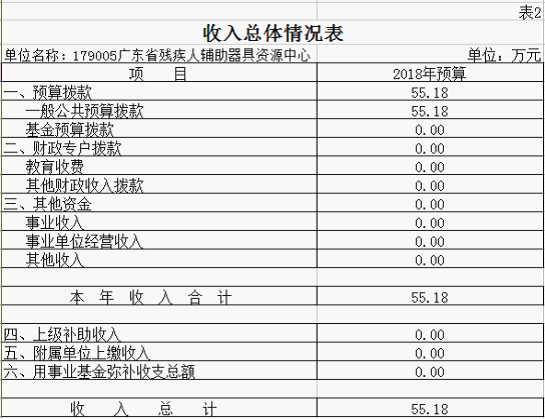 表2
收入总体情况表
单位名称：179005广东省残疾人辅助器具资源中心 单位：万元
项 目 2018年预算
一、预算拨款 55.18
一般公共预算拨款 55.18
基金预算拨款 0.00
二、财政专户拨款 0.00
教育收费 0.00
其他财政收入拨款 0.00
三、其他资金 0.00
事业收入 0.00
事业单位经营收入 0.00
其他收入 0.00
本 年 收 入 合 计 55.18
四、上级补助收入 0.00
五、附属单位上缴收入 0.00
六、用事业基金弥补收支总额 0.00
收 入 总 计 55.18